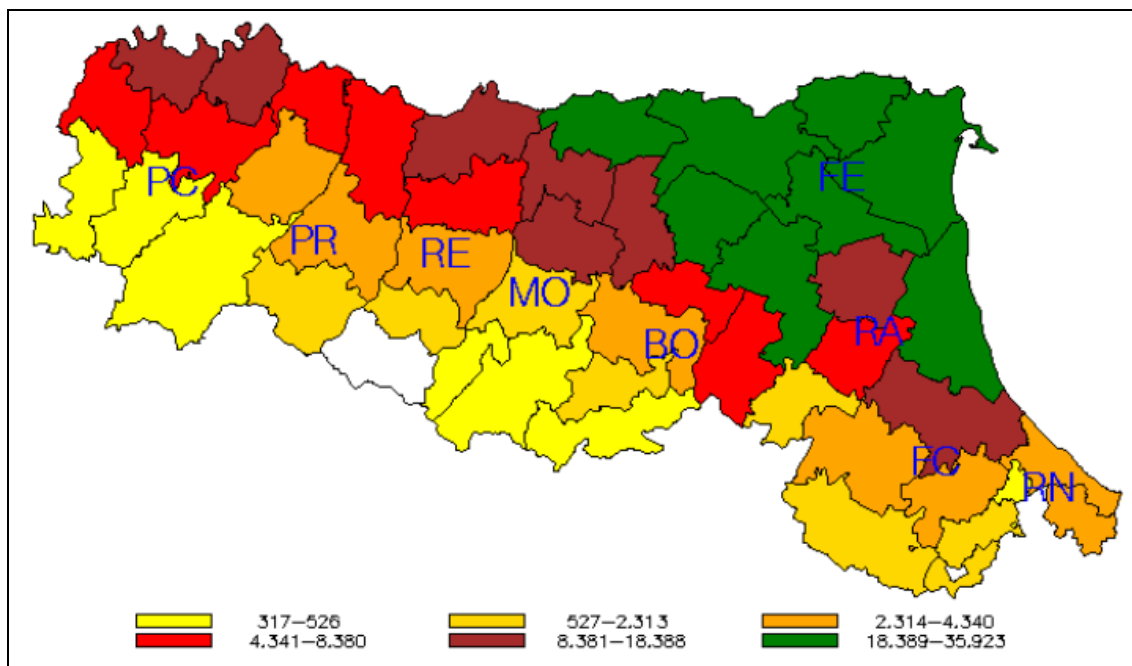 PC
FE
PR
RE
MO
BO
RA
FC
RN
317-526
527-2.313
2.314-4.340
4.341-8.380
8.381-18.388
18.389-35.923